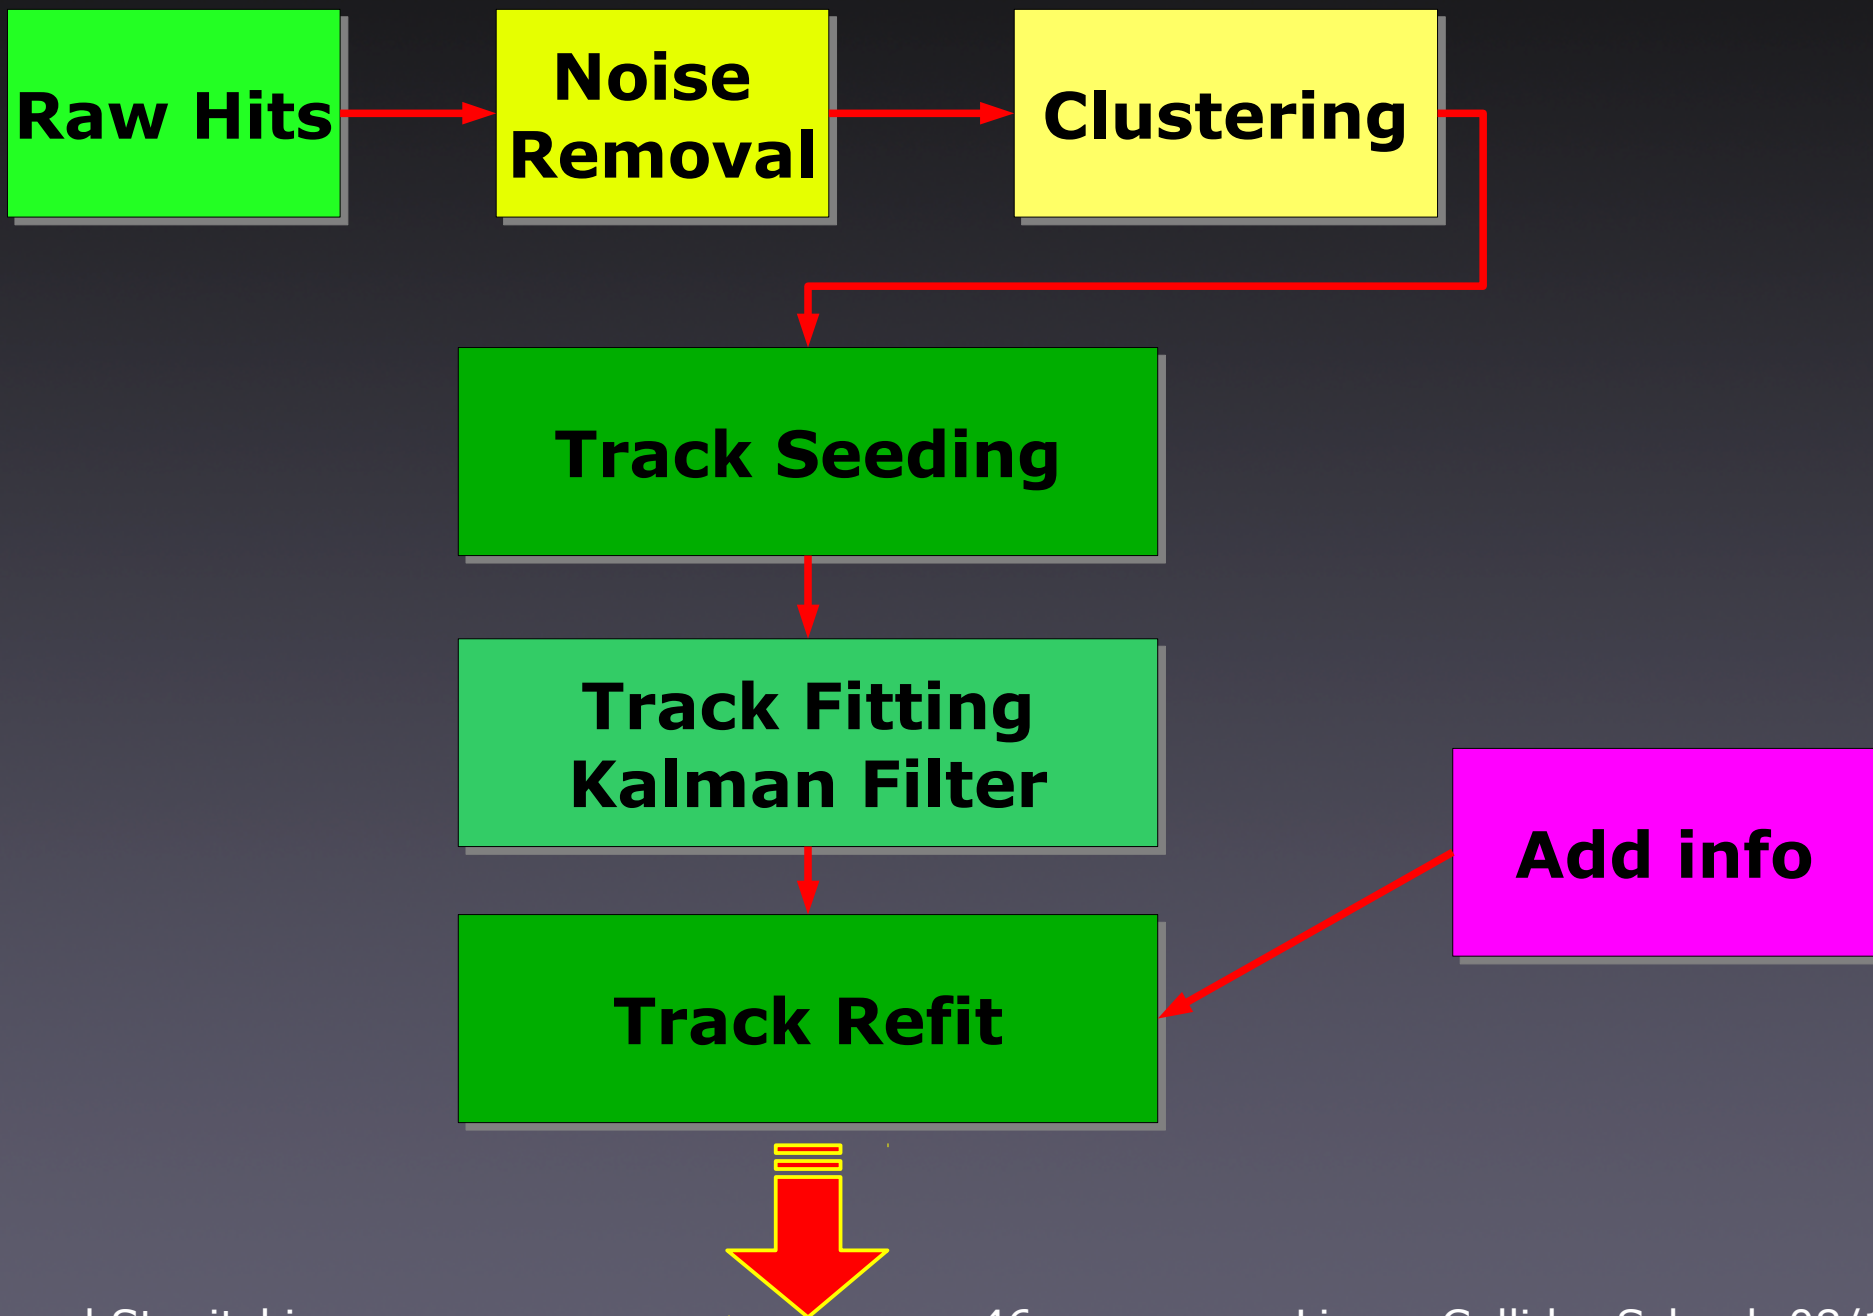 Raw Hits
Noise
Removal
Clustering
Track Seeding
Track Fitting
Kalman Filter
Add info
Track Refit